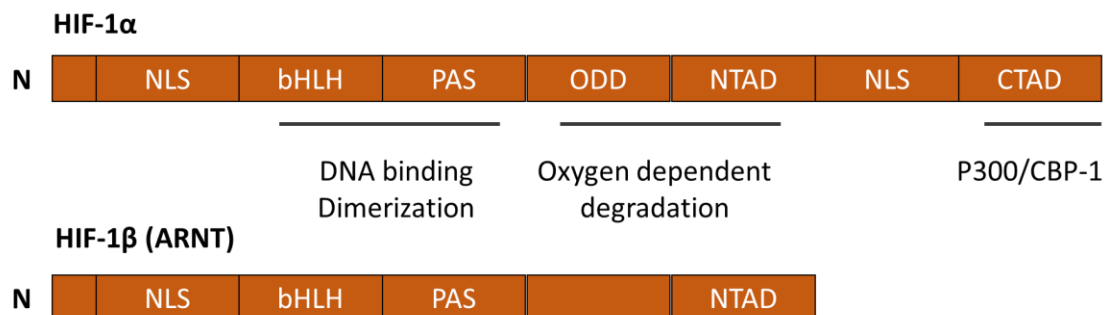 HIF-1α
N NLS bHLH PAS ODD NTAD NLS CTAD
DNA binding Oxygen dependent P300/CBP-1
Dimerization degradation
HIF-1β (ARNT)
N NLS bHLH PAS NTAD